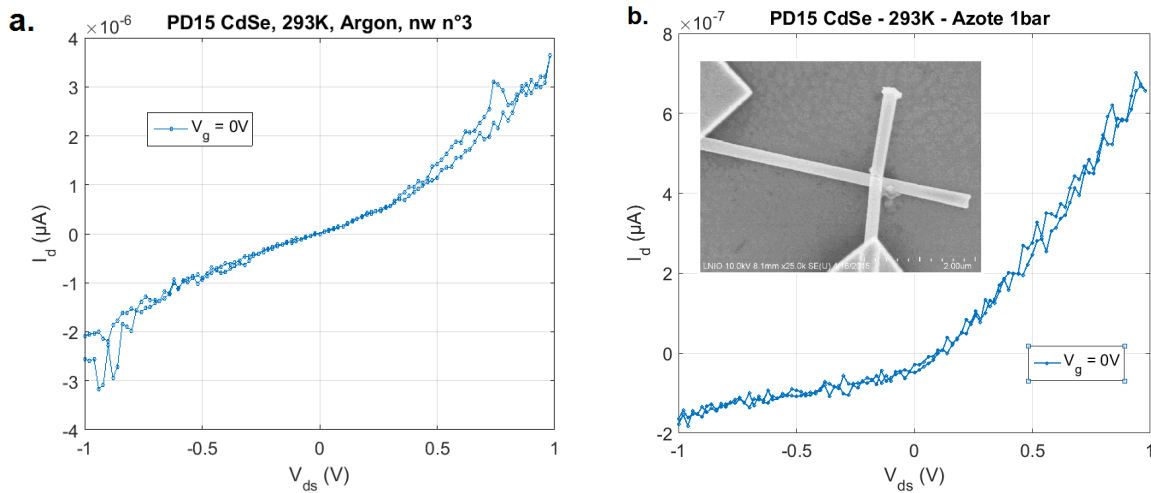 a.
PD15 CdSe, 293K, Argon, nw n°3
×10⁻⁶
4
3
2
1
0
-1
-2
-3
-4
I_d (µA)
V_g = 0V
-1 -0.5 0 0.5 1
V_ds (V)
b.
PD15 CdSe - 293K - Azote 1bar
×10⁻⁷
8
6
4
2
0
-2
I_d (µA)
LNIO 10.0kV 8.1mm x25.0k SE(U) 4/16/2015 2.00um
V_g = 0V
-1 -0.5 0 0.5 1
V_ds (V)